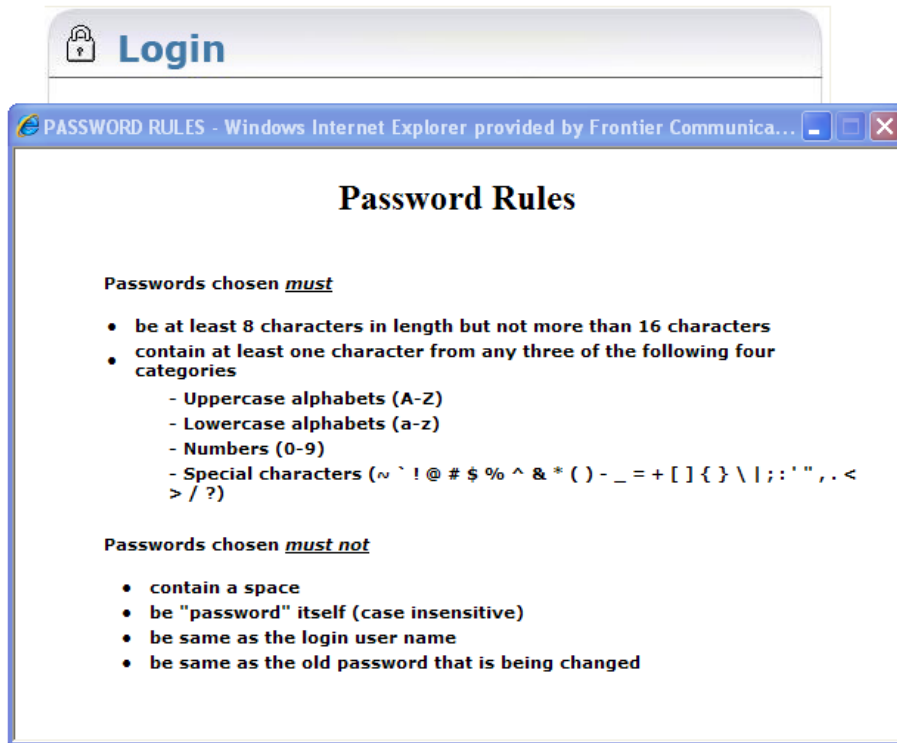 Login
PASSWORD RULES - Windows Internet Explorer provided by Frontier Communica...
Password Rules
Passwords chosen must
• be at least 8 characters in length but not more than 16 characters
• contain at least one character from any three of the following four
categories
- Uppercase alphabets (A-Z)
- Lowercase alphabets (a-z)
- Numbers (0-9)
- Special characters (~ ` ! @ # $ % ^ & * ( ) - _ = + [ ] { } \ | ; : ' " , . <
> / ?)
Passwords chosen must not
• contain a space
• be "password" itself (case insensitive)
• be same as the login user name
• be same as the old password that is being changed